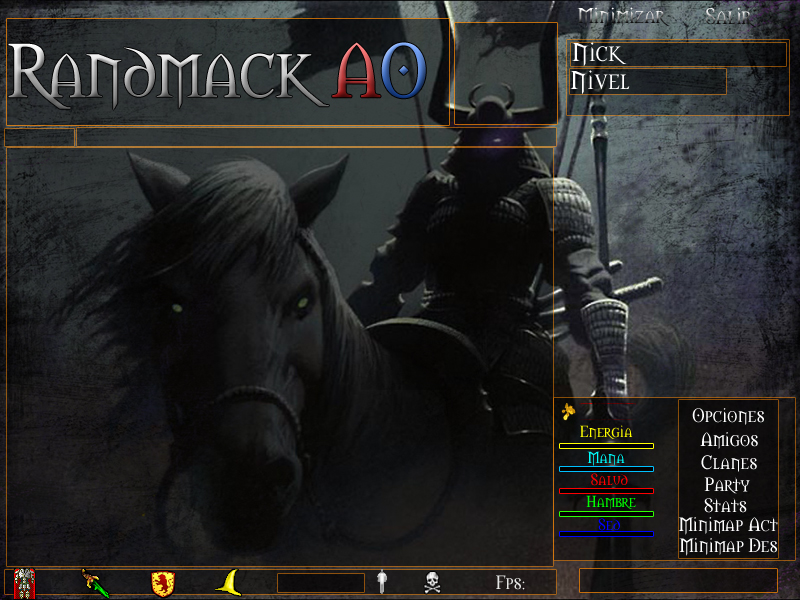 Minimizar Salir
Randmack AO
Nick
Nivel
Energia
Mana
Salud
Hambre
Sed
Opciones
Amigos
Clanes
Party
Stats
Minimap Act
Minimap Des
Fps: